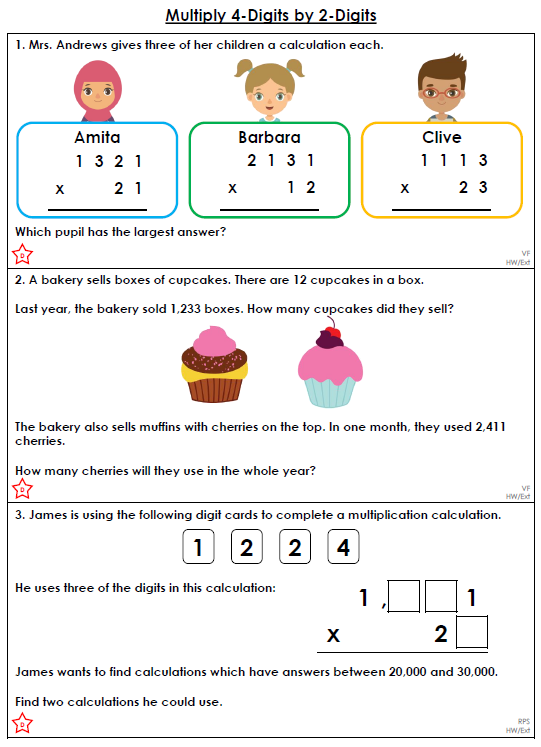 Multiply 4-Digits by 2-Digits
1. Mrs. Andrews gives three of her children a calculation each.
Amita
1 3 2 1
x 2 1
Barbara
2 1 3 1
x 1 2
Clive
1 1 1 3
x 2 3
Which pupil has the largest answer?
D
VF
HW/Ext
2. A bakery sells boxes of cupcakes. There are 12 cupcakes in a box.
Last year, the bakery sold 1,233 boxes. How many cupcakes did they sell?
The bakery also sells muffins with cherries on the top. In one month, they used 2,411
cherries.
How many cherries will they use in the whole year?
D
VF
HW/Ext
3. James is using the following digit cards to complete a multiplication calculation.
1 2 2 4
He uses three of the digits in this calculation:
1 , 1
x 2
James wants to find calculations which have answers between 20,000 and 30,000.
Find two calculations he could use.
D
RPS
HW/Ext